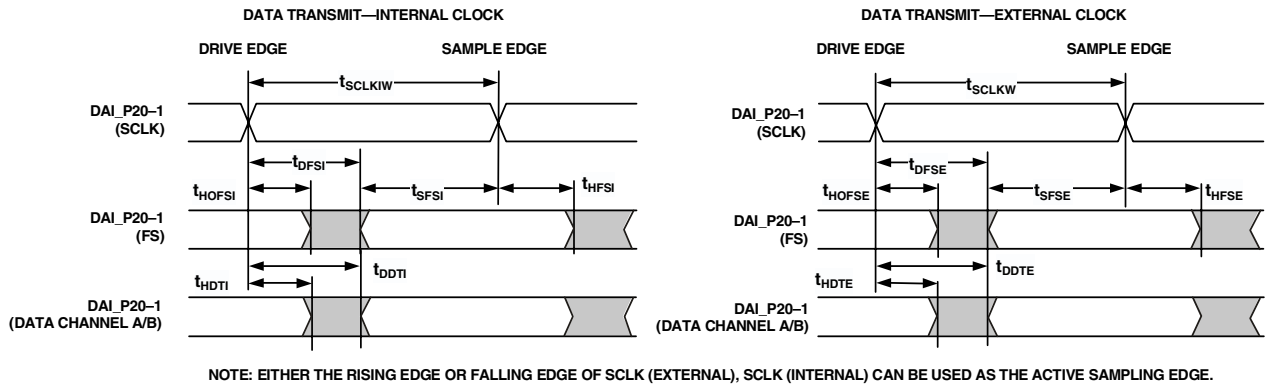 DATA TRANSMIT—INTERNAL CLOCK
DRIVE EDGE
SAMPLE EDGE
tSCLKIW
DAI_P20–1
(SCLK)
tDFSI
tHOFSI
tSFSI
tHFSI
DAI_P20–1
(FS)
tDDTI
tHDTI
DAI_P20–1
(DATA CHANNEL A/B)
DATA TRANSMIT—EXTERNAL CLOCK
DRIVE EDGE
SAMPLE EDGE
tSCLKW
DAI_P20–1
(SCLK)
tDFSE
tHOFSE
tSFSE
tHFSE
DAI_P20–1
(FS)
tDDTE
tHDTE
DAI_P20–1
(DATA CHANNEL A/B)
NOTE: EITHER THE RISING EDGE OR FALLING EDGE OF SCLK (EXTERNAL), SCLK (INTERNAL) CAN BE USED AS THE ACTIVE SAMPLING EDGE.